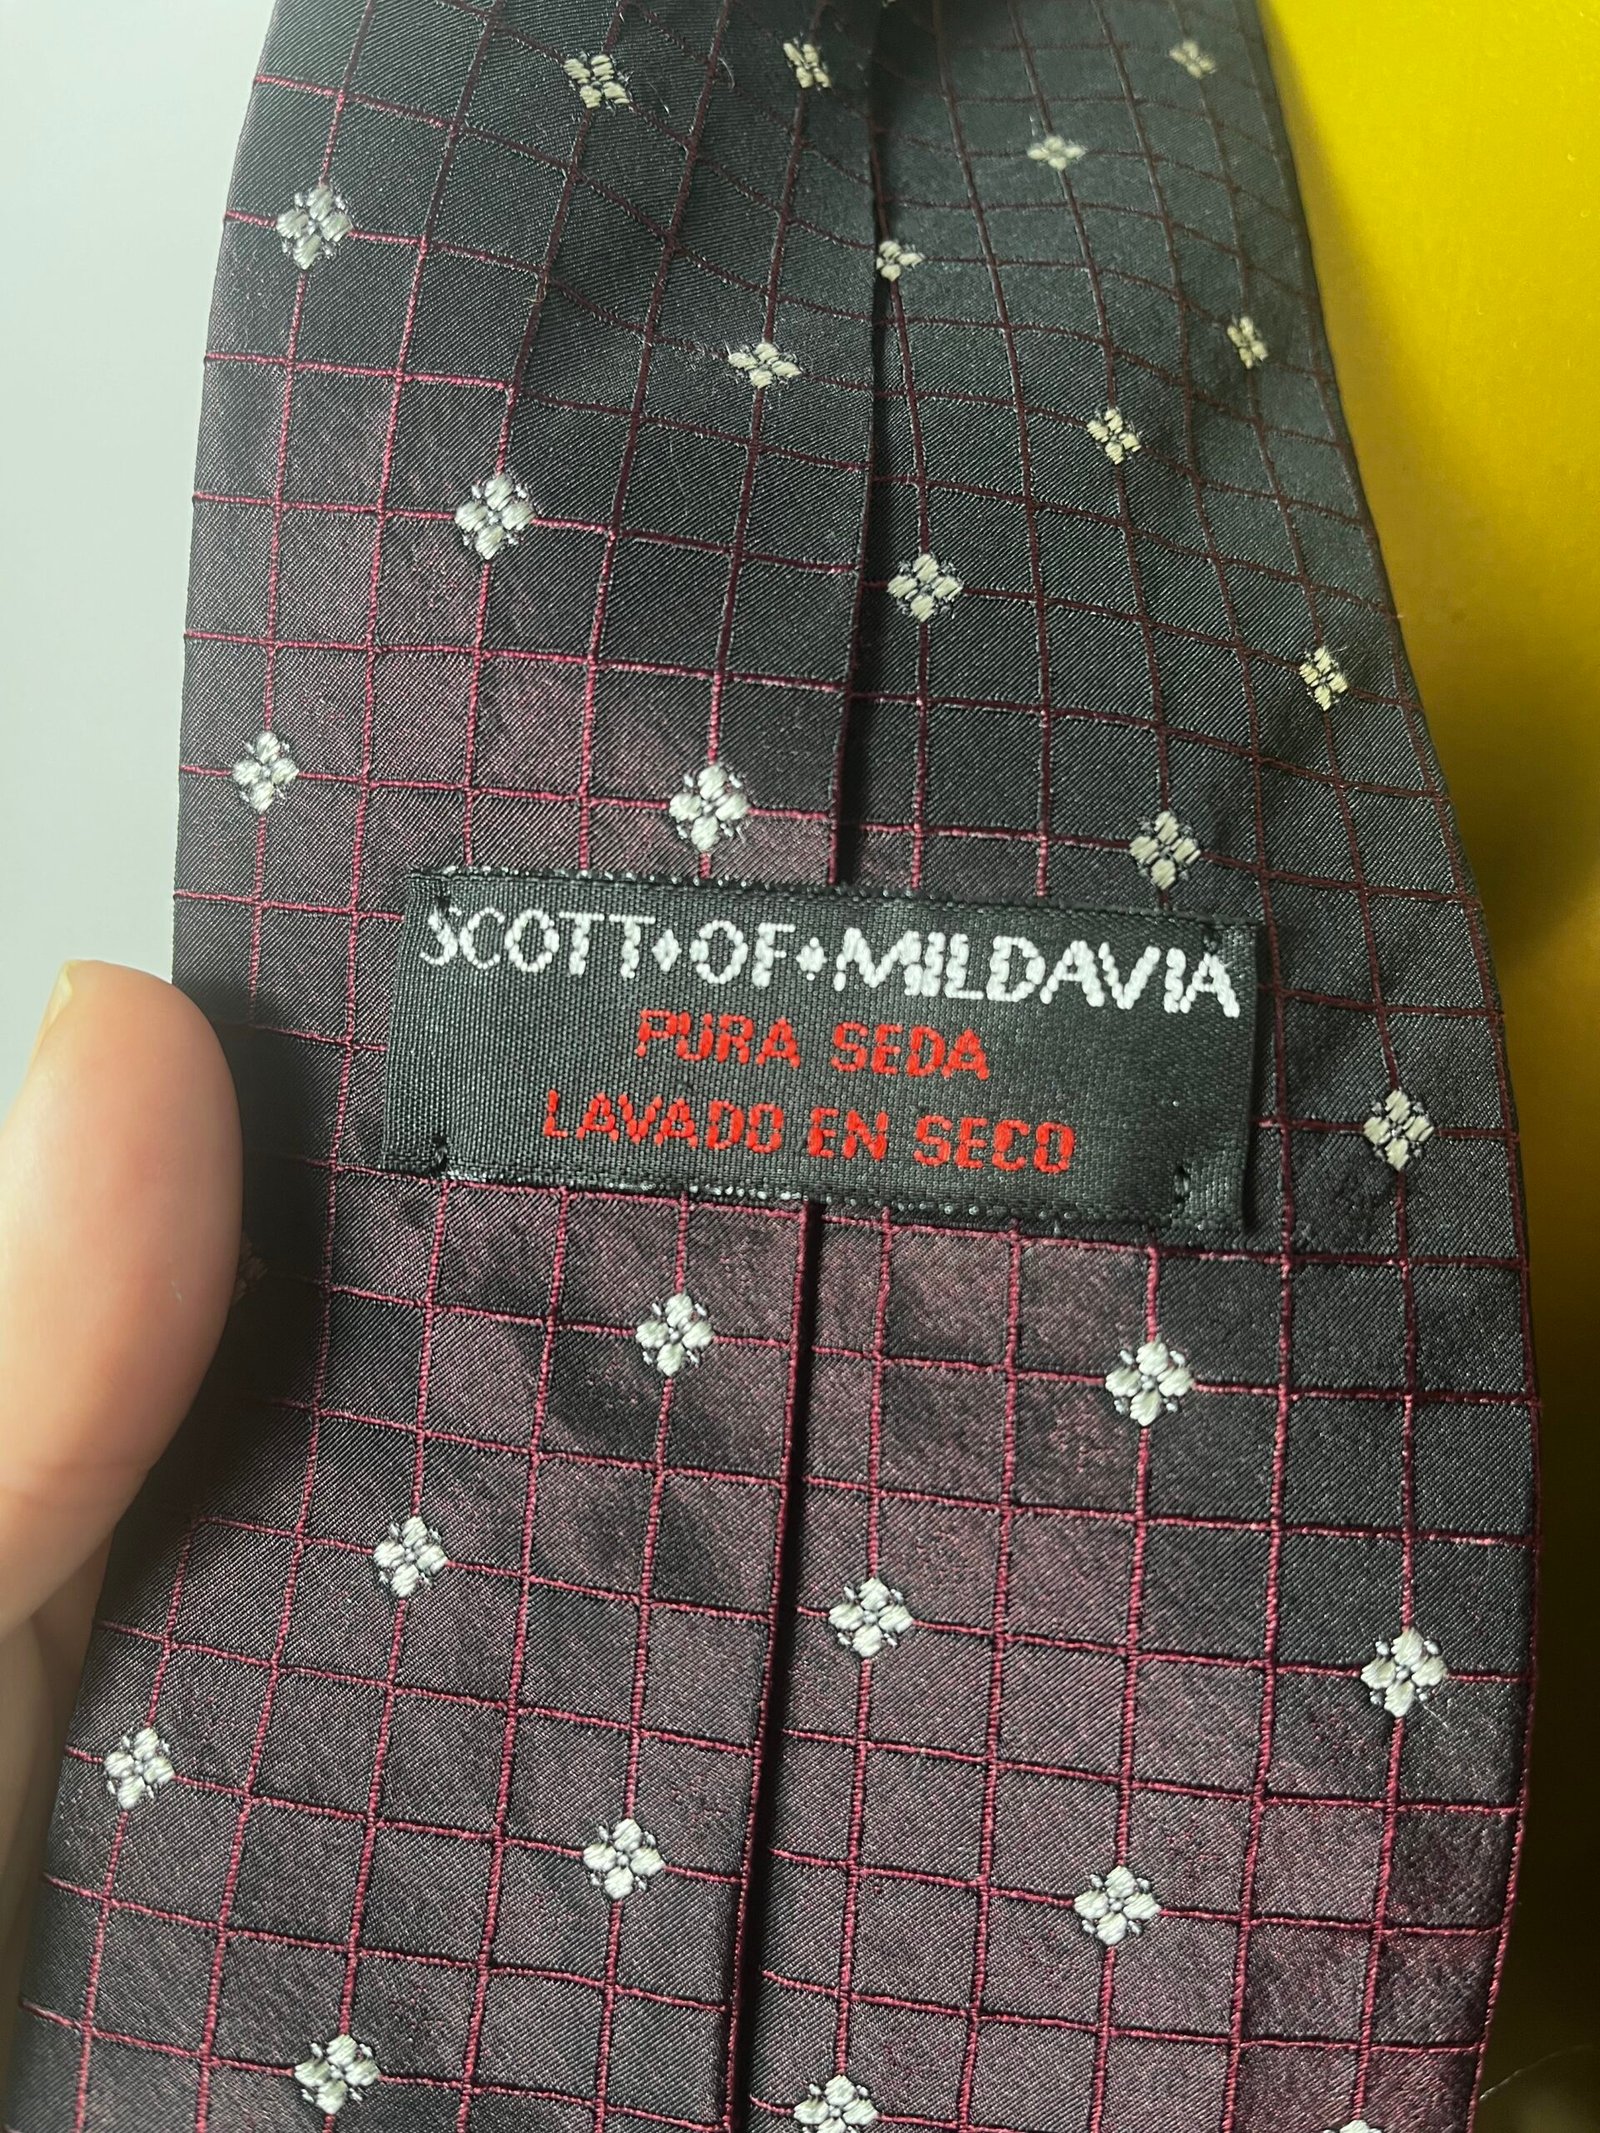 SCOTT♦OF♦MILDAVIA
PURA SEDA
LAVADO EN SECO